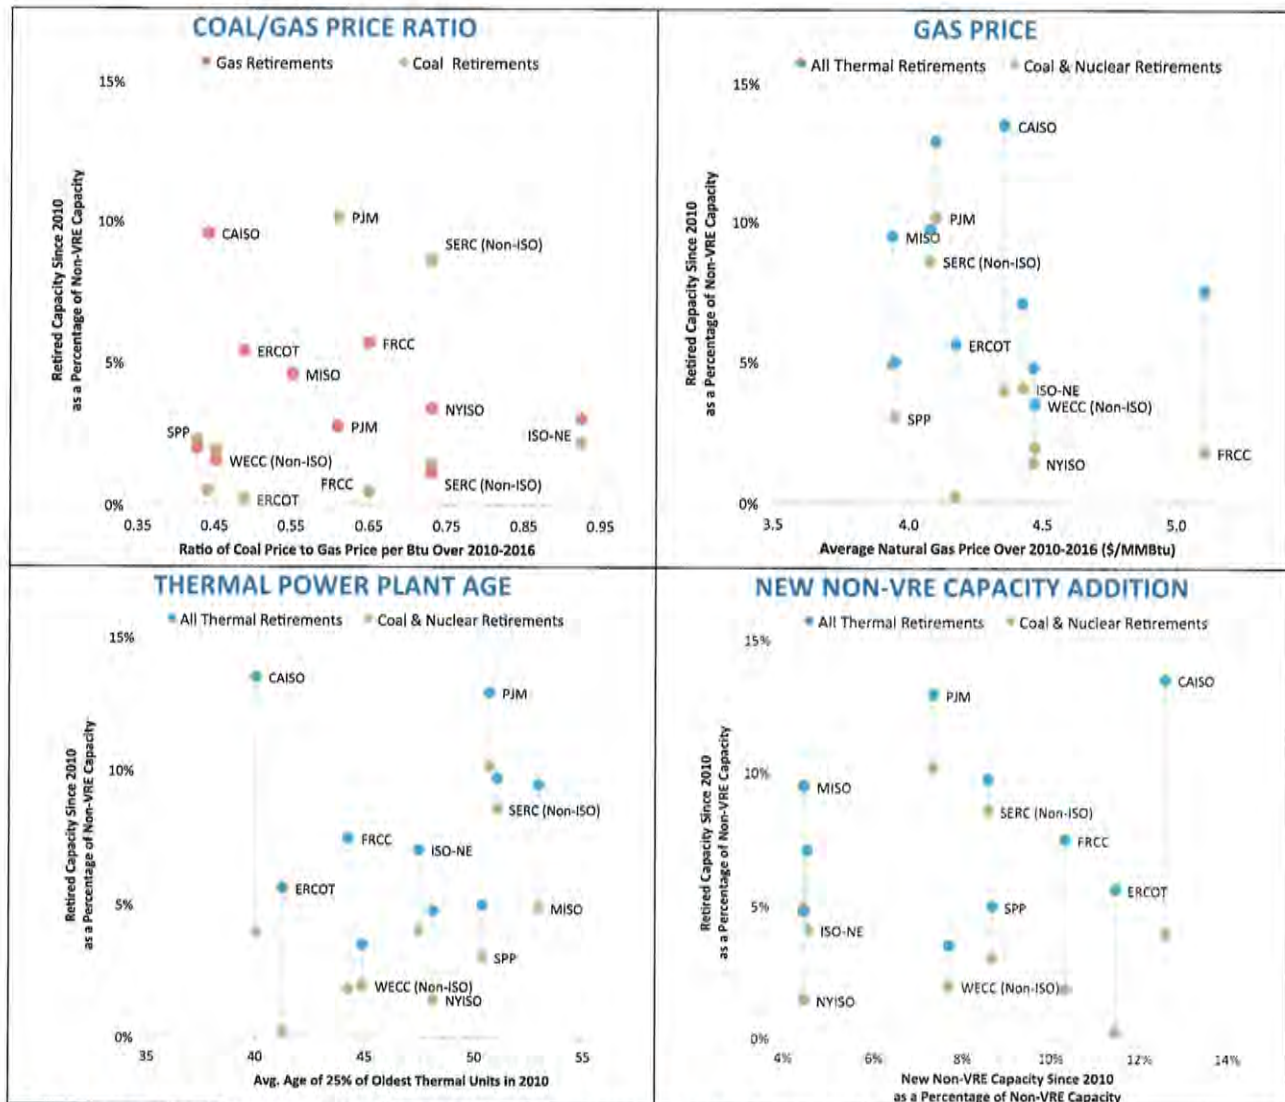 COAL/GAS PRICE RATIO
Gas Retirements Coal Retirements
Retired Capacity Since 2010
as a Percentage of Non-VRE Capacity
15%
10%
5%
0%
CAISO
PJM
SERC (Non-ISO)
ERCOT
FRCC
MISO
NYISO
SPP
PJM
ISO-NE
WECC (Non-ISO)
FRCC
SERC (Non-ISO)
ERCOT
0.35 0.45 0.55 0.65 0.75 0.85 0.95
Ratio of Coal Price to Gas Price per Btu Over 2010-2016
GAS PRICE
All Thermal Retirements Coal & Nuclear Retirements
Retired Capacity Since 2010
as a Percentage of Non-VRE Capacity
15%
10%
5%
0%
CAISO
PJM
MISO
SERC (Non-ISO)
ERCOT
ISO-NE
WECC (Non-ISO)
SPP
NYISO
FRCC
3.5 4.0 4.5 5.0
Average Natural Gas Price Over 2010-2016 ($/MMBtu)
THERMAL POWER PLANT AGE
All Thermal Retirements Coal & Nuclear Retirements
Retired Capacity Since 2010
as a Percentage of Non-VRE Capacity
15%
10%
5%
0%
CAISO
PJM
SERC (Non-ISO)
FRCC
ISO-NE
ERCOT
MISO
SPP
WECC (Non-ISO)
NYISO
35 40 45 50 55
Avg. Age of 25% of Oldest Thermal Units in 2010
NEW NON-VRE CAPACITY ADDITION
All Thermal Retirements Coal & Nuclear Retirements
Retired Capacity Since 2010
as a Percentage of Non-VRE Capacity
15%
10%
5%
0%
CAISO
PJM
MISO
SERC (Non-ISO)
FRCC
ERCOT
SPP
ISO-NE
WECC (Non-ISO)
NYISO
4% 6% 8% 10% 12% 14%
New Non-VRE Capacity Since 2010
as a Percentage of Non-VRE Capacity